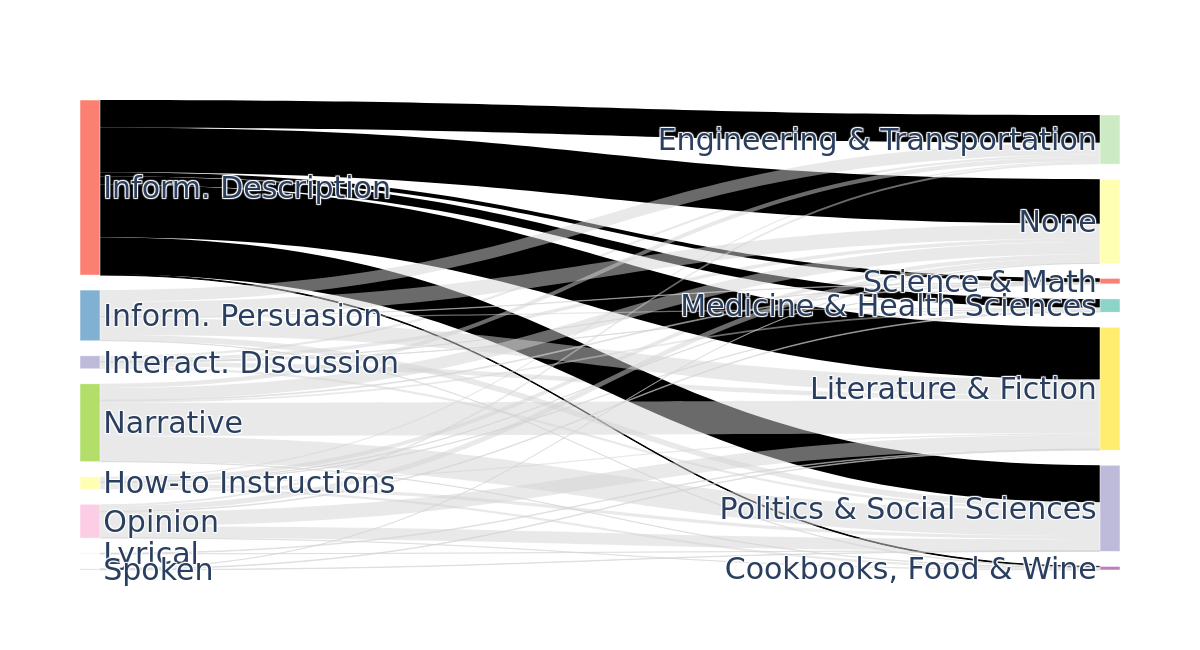 Inform. Description
Inform. Persuasion
Interact. Discussion
Narrative
How-to Instructions
Opinion
Lyrical
Spoken
Engineering & Transportation
None
Science & Math
Medicine & Health Sciences
Literature & Fiction
Politics & Social Sciences
Cookbooks, Food & Wine